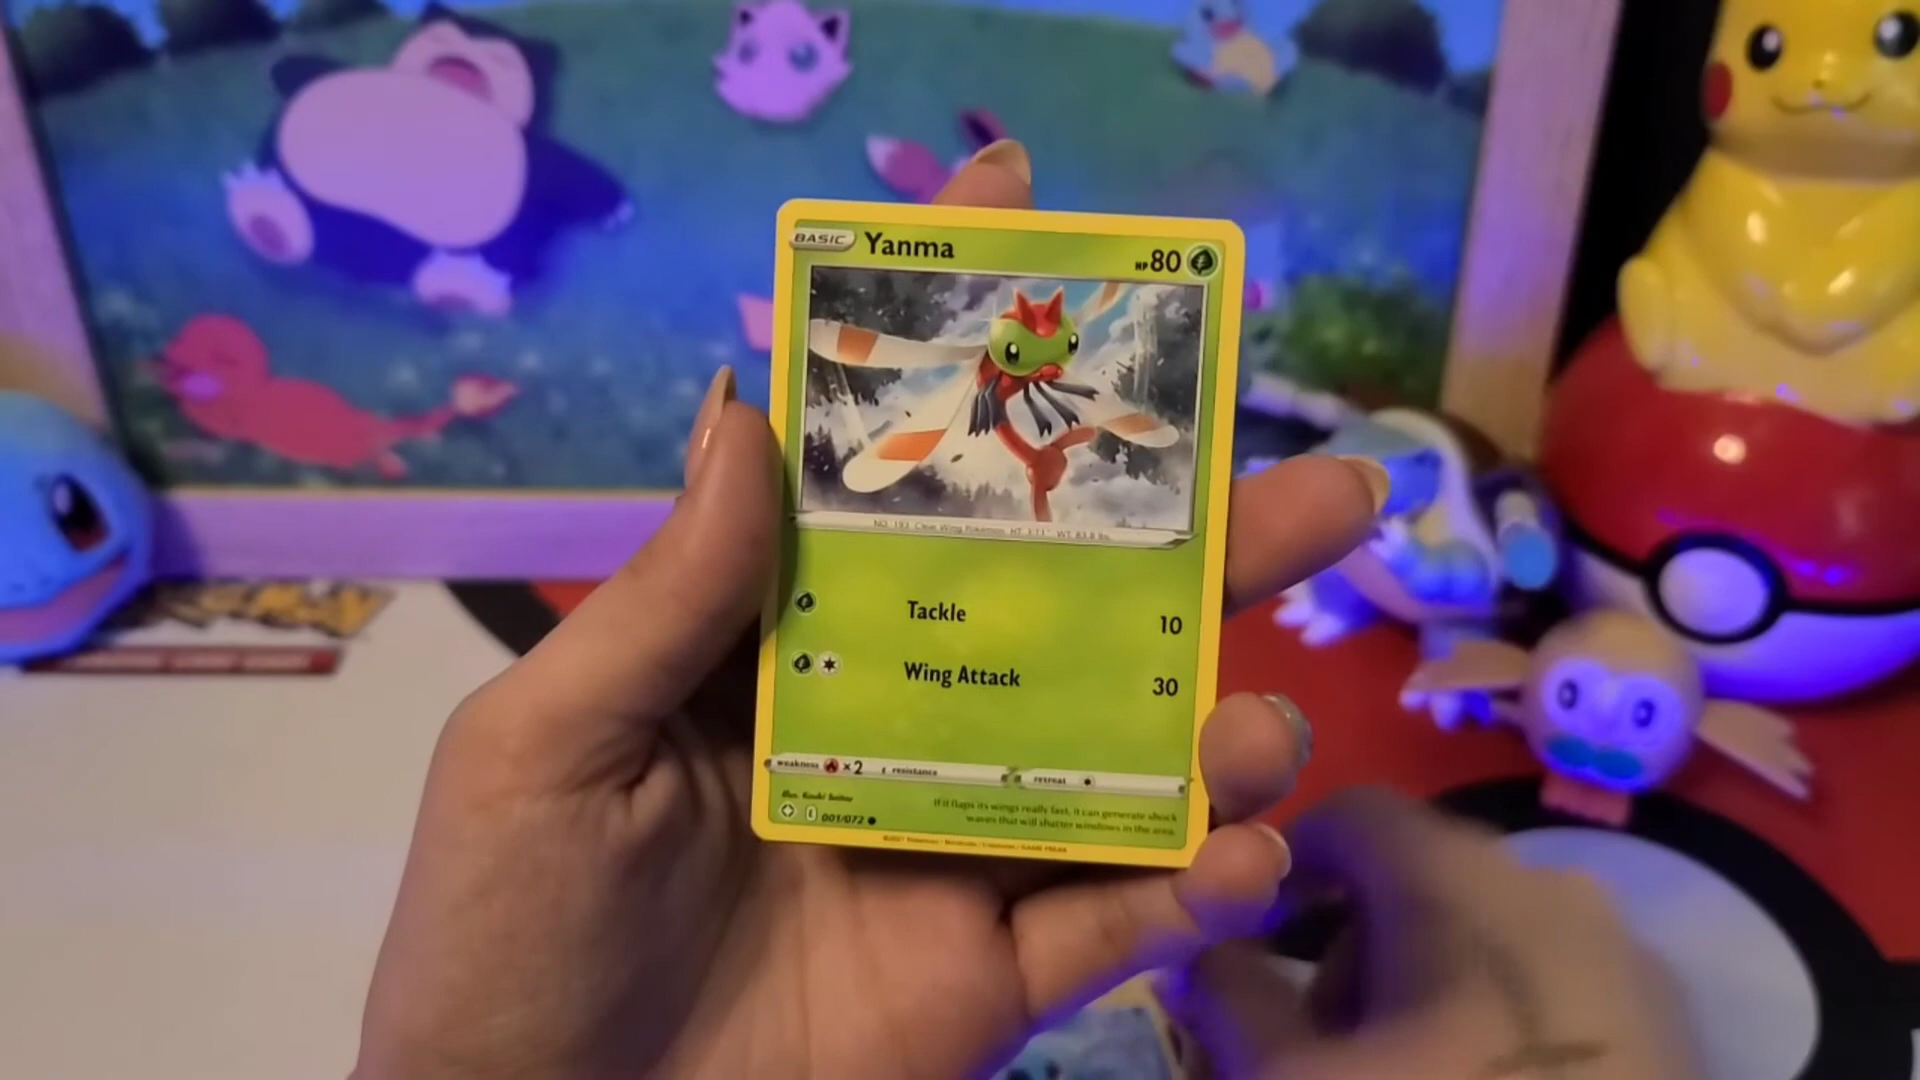 BASIC Yanma HP 80
NO. 193 Clear Wing Pokémon HT: 3'11" WT: 83.8 lbs.
Tackle 10
Wing Attack 30
weakness ×2 resistance retreat
001/072
If it flaps its wings really fast, it can generate shock
waves that will shatter windows in the area.